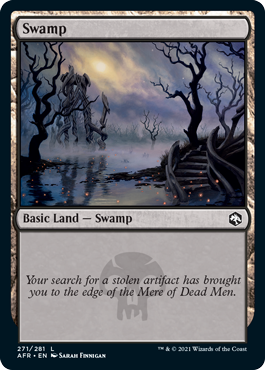 Swamp
Basic Land — Swamp
Your search for a stolen artifact has brought
you to the edge of the Mere of Dead Men.
271/281 L
AFR • EN Sarah Finnigan
™ & © 2021 Wizards of the Coast